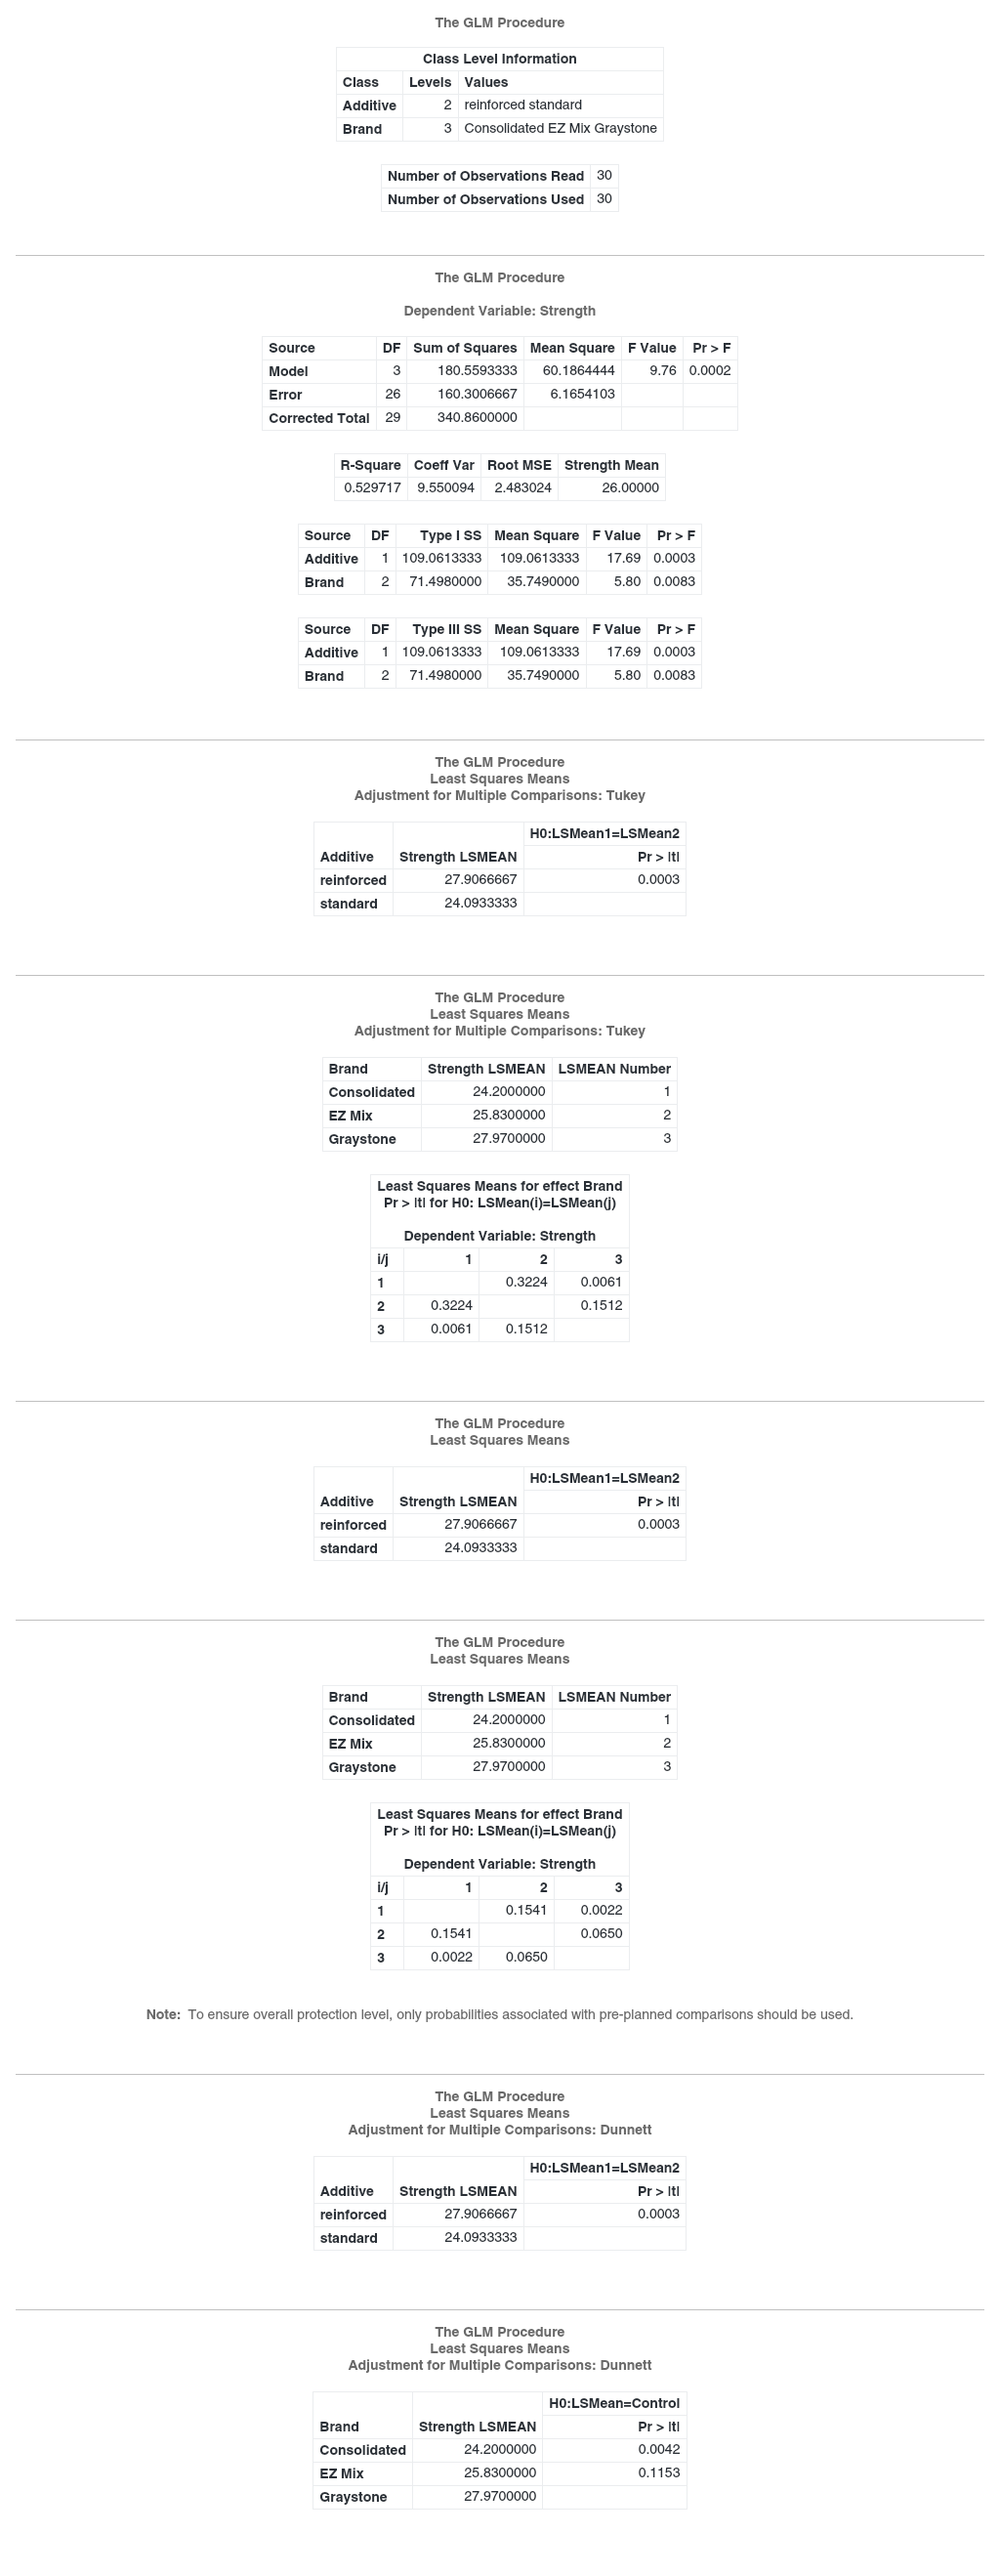 The GLM Procedure
Class Level Information
Class Levels Values
Additive 2 reinforced standard
Brand 3 Consolidated EZ Mix Graystone
Number of Observations Read 30
Number of Observations Used 30
The GLM Procedure
Dependent Variable: Strength
Source DF Sum of Squares Mean Square F Value Pr > F
Model 3 180.5593333 60.1864444 9.76 0.0002
Error 26 160.3006667 6.1654103
Corrected Total 29 340.8600000
R-Square Coeff Var Root MSE Strength Mean
0.529717 9.550094 2.483024 26.00000
Source DF Type I SS Mean Square F Value Pr > F
Additive 1 109.0613333 109.0613333 17.69 0.0003
Brand 2 71.4980000 35.7490000 5.80 0.0083
Source DF Type III SS Mean Square F Value Pr > F
Additive 1 109.0613333 109.0613333 17.69 0.0003
Brand 2 71.4980000 35.7490000 5.80 0.0083
The GLM Procedure
Least Squares Means
Adjustment for Multiple Comparisons: Tukey
H0:LSMean1=LSMean2
Additive Strength LSMEAN Pr > |t|
reinforced 27.9066667 0.0003
standard 24.0933333
The GLM Procedure
Least Squares Means
Adjustment for Multiple Comparisons: Tukey
Brand Strength LSMEAN LSMEAN Number
Consolidated 24.2000000 1
EZ Mix 25.8300000 2
Graystone 27.9700000 3
Least Squares Means for effect Brand
Pr > |t| for H0: LSMean(i)=LSMean(j)
Dependent Variable: Strength
i/j 1 2 3
1 0.3224 0.0061
2 0.3224 0.1512
3 0.0061 0.1512
The GLM Procedure
Least Squares Means
H0:LSMean1=LSMean2
Additive Strength LSMEAN Pr > |t|
reinforced 27.9066667 0.0003
standard 24.0933333
The GLM Procedure
Least Squares Means
Brand Strength LSMEAN LSMEAN Number
Consolidated 24.2000000 1
EZ Mix 25.8300000 2
Graystone 27.9700000 3
Least Squares Means for effect Brand
Pr > |t| for H0: LSMean(i)=LSMean(j)
Dependent Variable: Strength
i/j 1 2 3
1 0.1541 0.0022
2 0.1541 0.0650
3 0.0022 0.0650
Note: To ensure overall protection level, only probabilities associated with pre-planned comparisons should be used.
The GLM Procedure
Least Squares Means
Adjustment for Multiple Comparisons: Dunnett
H0:LSMean1=LSMean2
Additive Strength LSMEAN Pr > |t|
reinforced 27.9066667 0.0003
standard 24.0933333
The GLM Procedure
Least Squares Means
Adjustment for Multiple Comparisons: Dunnett
H0:LSMean=Control
Brand Strength LSMEAN Pr > |t|
Consolidated 24.2000000 0.0042
EZ Mix 25.8300000 0.1153
Graystone 27.9700000